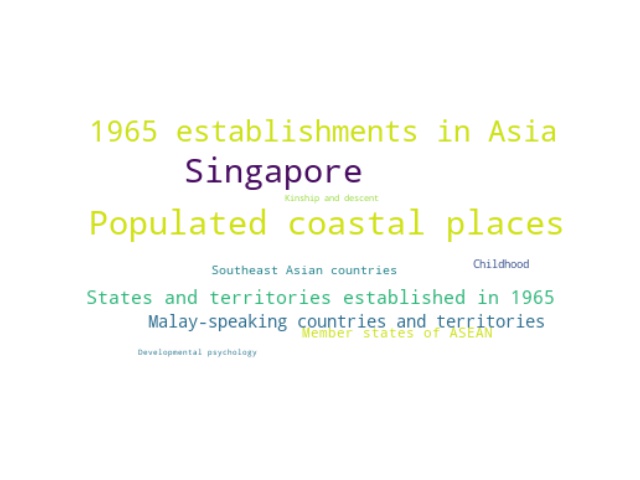 1965 establishments in Asia
Singapore
Kinship and descent
Populated coastal places
Childhood
Southeast Asian countries
States and territories established in 1965
Malay-speaking countries and territories
Member states of ASEAN
Developmental psychology